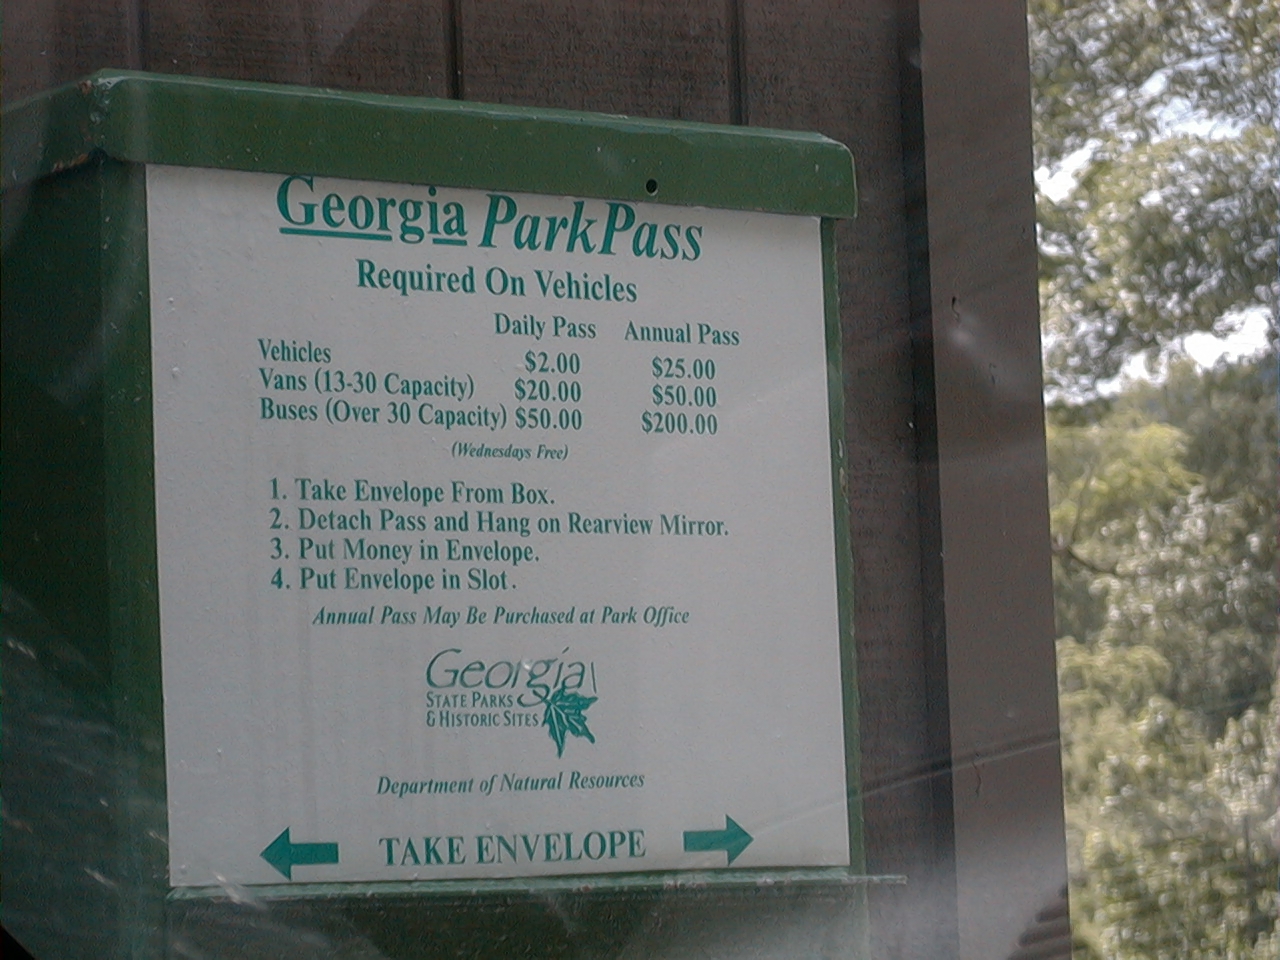 Georgia ParkPass
Required On Vehicles
Daily Pass Annual Pass
Vehicles $2.00 $25.00
Vans (13-30 Capacity) $20.00 $50.00
Buses (Over 30 Capacity) $50.00 $200.00
(Wednesdays Free)
1. Take Envelope From Box.
2. Detach Pass and Hang on Rearview Mirror.
3. Put Money in Envelope.
4. Put Envelope in Slot.
Annual Pass May Be Purchased at Park Office
Georgia
STATE PARKS
& HISTORIC SITES
Department of Natural Resources
TAKE ENVELOPE